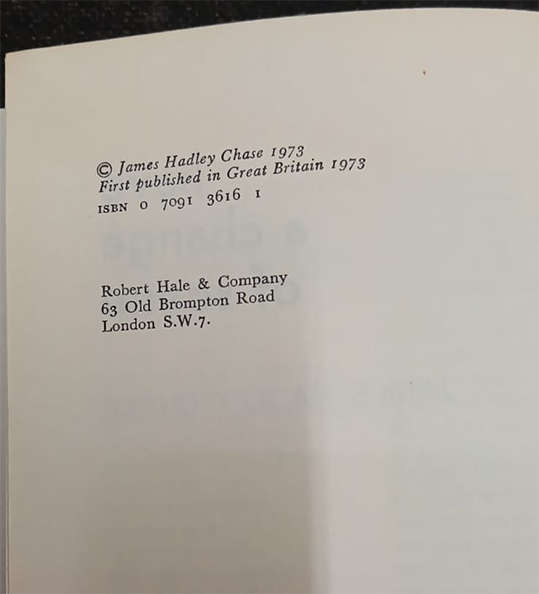 © James Hadley Chase 1973
First published in Great Britain 1973
ISBN 0 7091 3616 1
Robert Hale & Company
63 Old Brompton Road
London S.W.7.